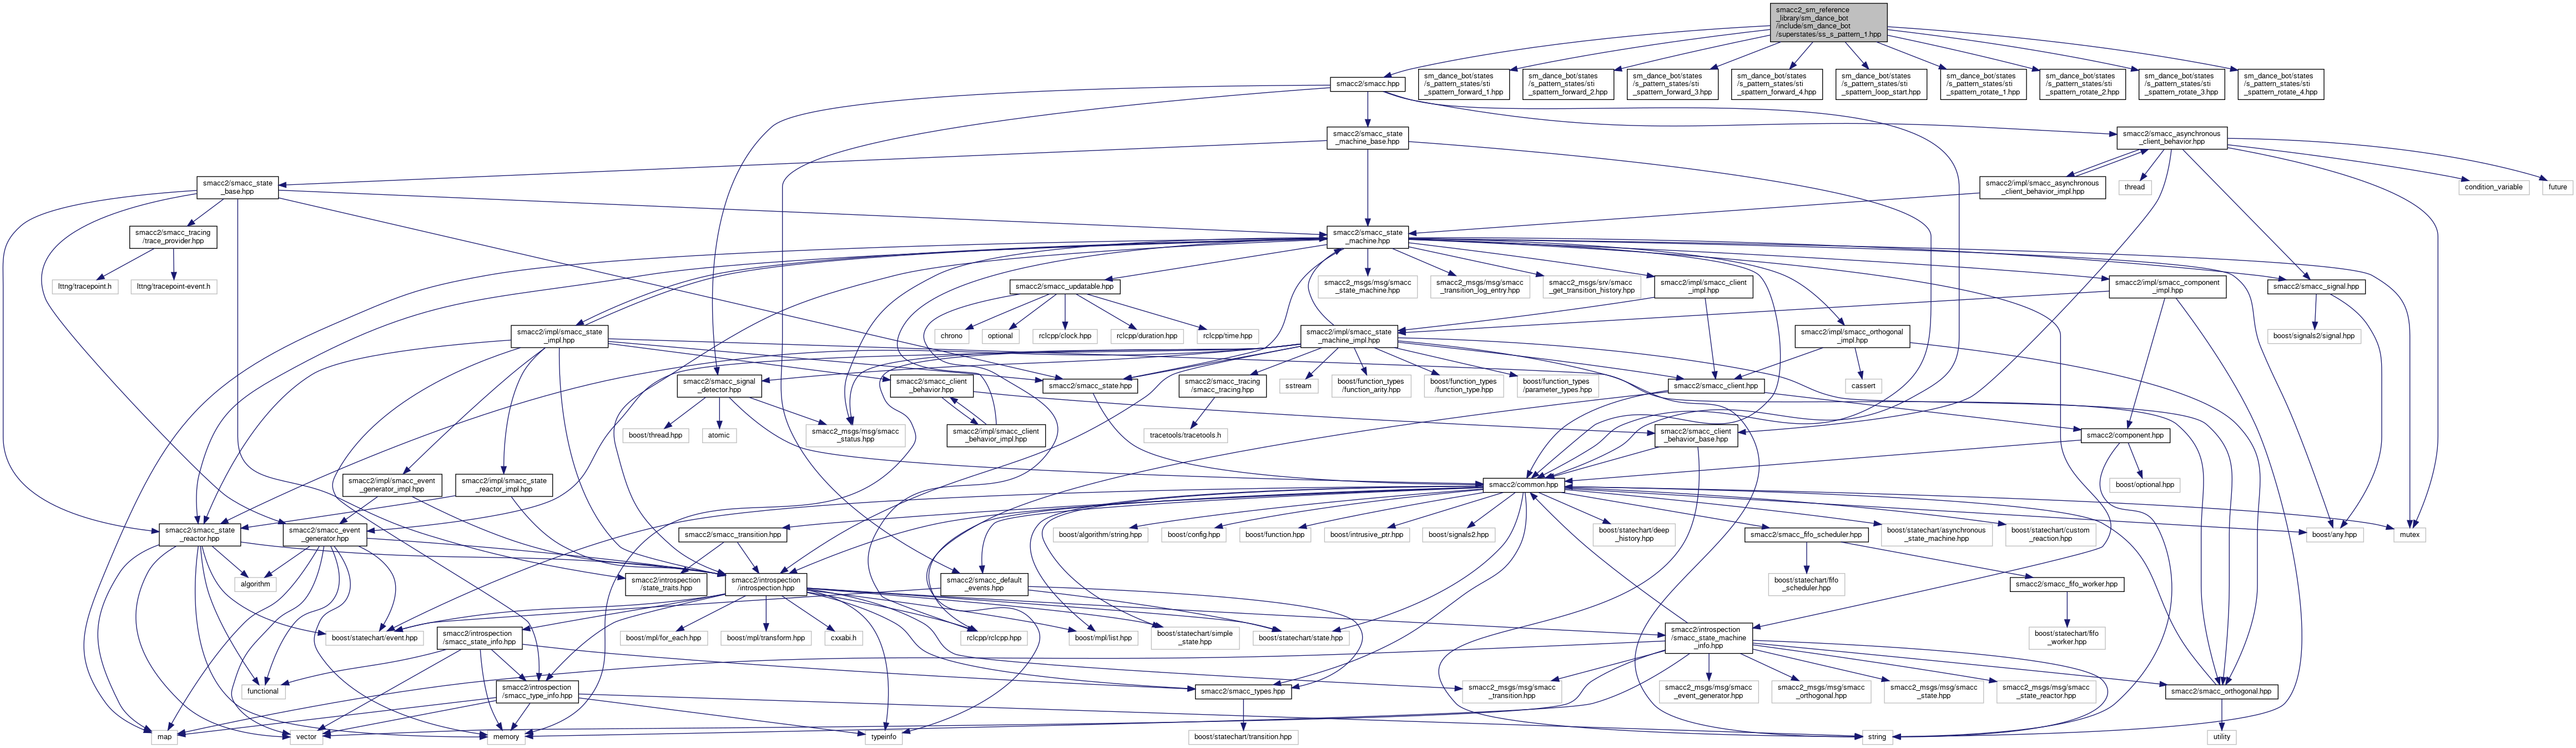 smacc2_sm_reference
_library/sm_dance_bot
/include/sm_dance_bot
/superstates/ss_s_pattern_1.hpp
smacc2/smacc.hpp
sm_dance_bot/states
/s_pattern_states/sti
_spattern_forward_1.hpp
sm_dance_bot/states
/s_pattern_states/sti
_spattern_forward_2.hpp
sm_dance_bot/states
/s_pattern_states/sti
_spattern_forward_3.hpp
sm_dance_bot/states
/s_pattern_states/sti
_spattern_forward_4.hpp
sm_dance_bot/states
/s_pattern_states/sti
_spattern_loop_start.hpp
sm_dance_bot/states
/s_pattern_states/sti
_spattern_rotate_1.hpp
sm_dance_bot/states
/s_pattern_states/sti
_spattern_rotate_2.hpp
sm_dance_bot/states
/s_pattern_states/sti
_spattern_rotate_3.hpp
sm_dance_bot/states
/s_pattern_states/sti
_spattern_rotate_4.hpp
smacc2/smacc_state
_machine_base.hpp
smacc2/smacc_asynchronous
_client_behavior.hpp
smacc2/smacc_state
_base.hpp
smacc2/impl/smacc_asynchronous
_client_behavior_impl.hpp
thread
condition_variable
future
smacc2/smacc_tracing
/trace_provider.hpp
smacc2/smacc_state
_machine.hpp
lttng/tracepoint.h
lttng/tracepoint-event.h
smacc2/smacc_updatable.hpp
smacc2_msgs/msg/smacc
_state_machine.hpp
smacc2_msgs/msg/smacc
_transition_log_entry.hpp
smacc2_msgs/srv/smacc
_get_transition_history.hpp
smacc2/impl/smacc_client
_impl.hpp
smacc2/impl/smacc_component
_impl.hpp
smacc2/smacc_signal.hpp
smacc2/impl/smacc_state
_impl.hpp
chrono
optional
rclcpp/clock.hpp
rclcpp/duration.hpp
rclcpp/time.hpp
smacc2/impl/smacc_state
_machine_impl.hpp
smacc2/impl/smacc_orthogonal
_impl.hpp
boost/signals2/signal.hpp
smacc2/smacc_signal
_detector.hpp
smacc2/smacc_client
_behavior.hpp
smacc2/smacc_state.hpp
smacc2/smacc_tracing
/smacc_tracing.hpp
sstream
boost/function_types
/function_arity.hpp
boost/function_types
/function_type.hpp
boost/function_types
/parameter_types.hpp
smacc2/smacc_client.hpp
cassert
boost/thread.hpp
atomic
smacc2_msgs/msg/smacc
_status.hpp
smacc2/impl/smacc_client
_behavior_impl.hpp
tracetools/tracetools.h
smacc2/smacc_client
_behavior_base.hpp
smacc2/component.hpp
smacc2/impl/smacc_event
_generator_impl.hpp
smacc2/impl/smacc_state
_reactor_impl.hpp
smacc2/common.hpp
boost/optional.hpp
smacc2/smacc_state
_reactor.hpp
smacc2/smacc_event
_generator.hpp
smacc2/smacc_transition.hpp
boost/algorithm/string.hpp
boost/config.hpp
boost/function.hpp
boost/intrusive_ptr.hpp
boost/signals2.hpp
boost/statechart/deep
_history.hpp
smacc2/smacc_fifo_scheduler.hpp
boost/statechart/asynchronous
_state_machine.hpp
boost/statechart/custom
_reaction.hpp
boost/any.hpp
mutex
algorithm
smacc2/introspection
/state_traits.hpp
smacc2/introspection
/introspection.hpp
smacc2/smacc_default
_events.hpp
boost/statechart/fifo
_scheduler.hpp
smacc2/smacc_fifo_worker.hpp
boost/statechart/event.hpp
smacc2/introspection
/smacc_state_info.hpp
boost/mpl/for_each.hpp
boost/mpl/transform.hpp
cxxabi.h
rclcpp/rclcpp.hpp
boost/mpl/list.hpp
boost/statechart/simple
_state.hpp
boost/statechart/state.hpp
smacc2/introspection
/smacc_state_machine
_info.hpp
boost/statechart/fifo
_worker.hpp
functional
smacc2/introspection
/smacc_type_info.hpp
smacc2/smacc_types.hpp
smacc2_msgs/msg/smacc
_transition.hpp
smacc2_msgs/msg/smacc
_event_generator.hpp
smacc2_msgs/msg/smacc
_orthogonal.hpp
smacc2_msgs/msg/smacc
_state.hpp
smacc2_msgs/msg/smacc
_state_reactor.hpp
smacc2/smacc_orthogonal.hpp
map
vector
memory
typeinfo
boost/statechart/transition.hpp
string
utility